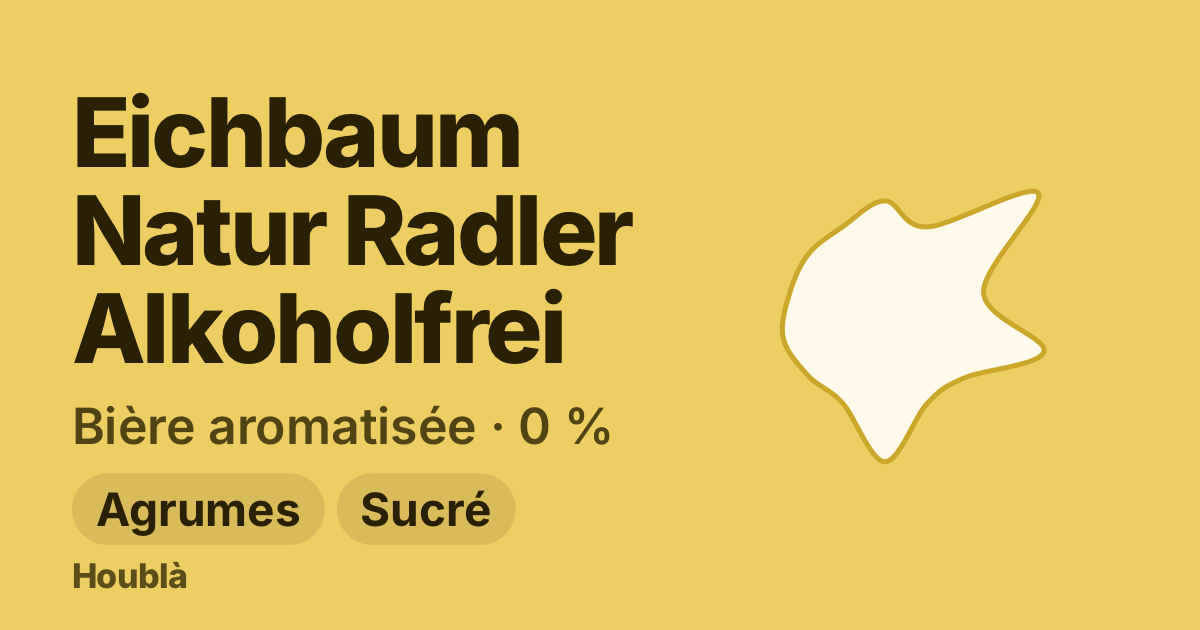 Eichbaum
Natur Radler
Alkoholfrei
Bière aromatisée · 0 %
Agrumes Sucré
Houblà